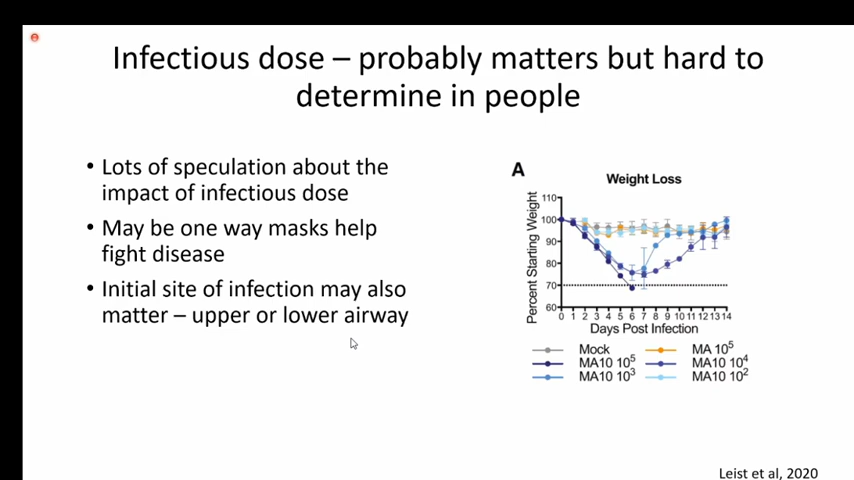 Infectious dose – probably matters but hard to
determine in people
• Lots of speculation about the
impact of infectious dose
• May be one way masks help
fight disease
• Initial site of infection may also
matter – upper or lower airway
A
Weight Loss
Percent Starting Weight
110
100
90
80
70
60
0 1 2 3 4 5 6 7 8 9 10 11 12 13 14
Days Post Infection
Mock MA 10⁵
MA10 10⁵ MA10 10⁴
MA10 10³ MA10 10²
Leist et al, 2020